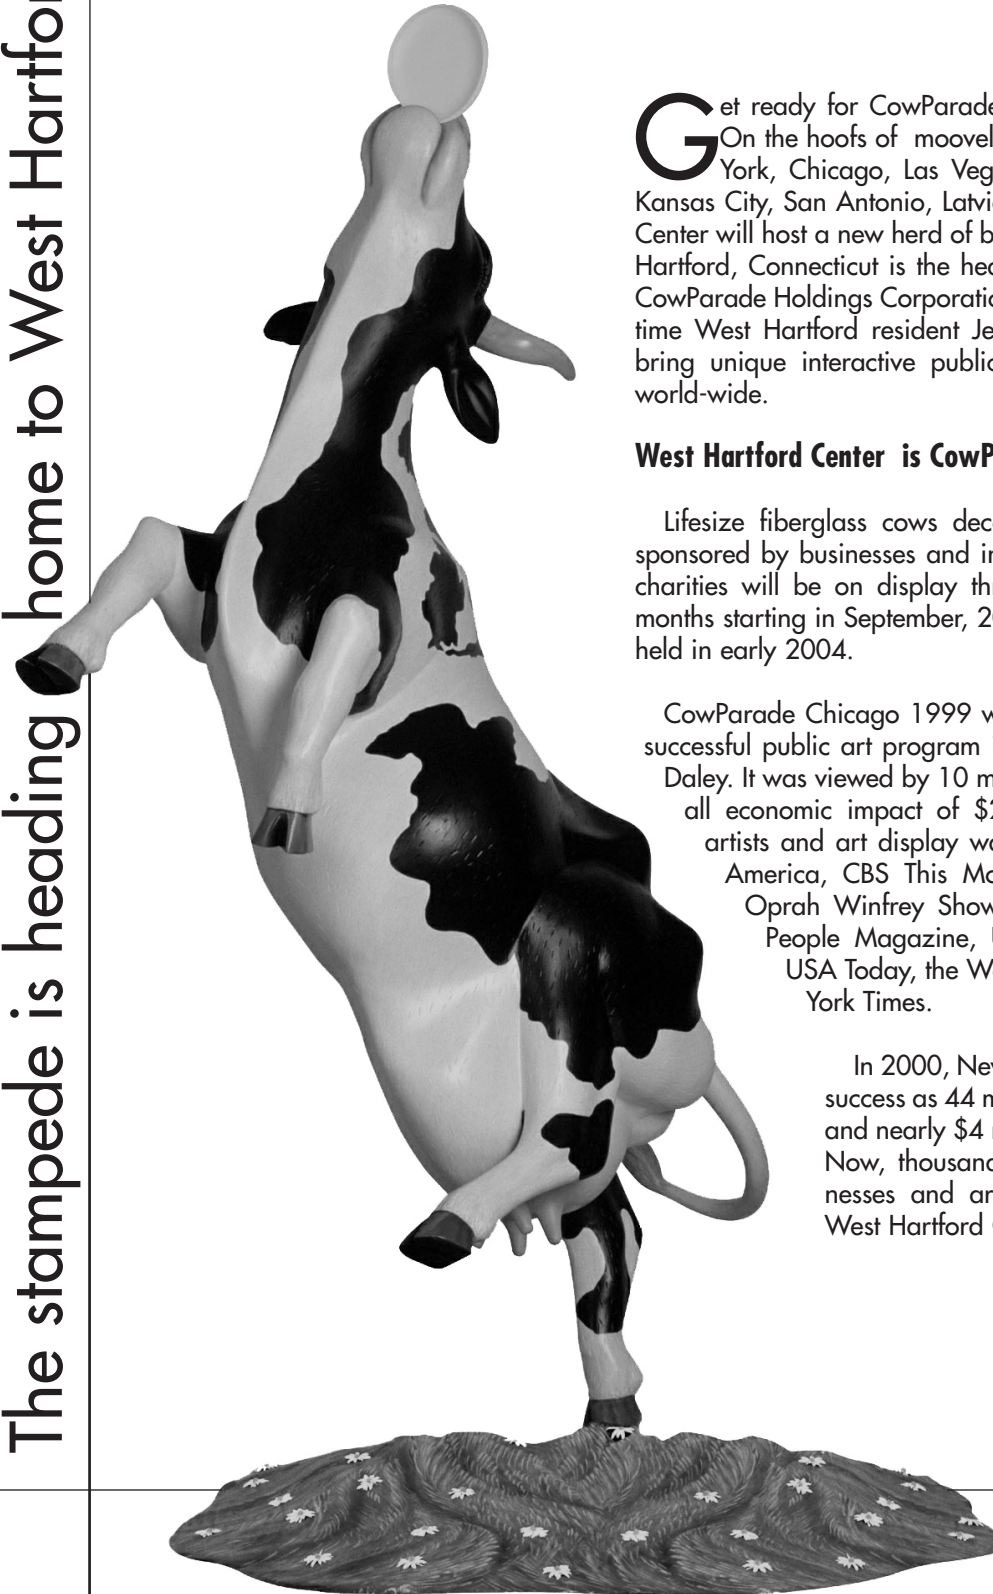 The stampede is heading home to West Hartfo
Get ready for CowParade
On the hoofs of moovel
York, Chicago, Las Veg
Kansas City, San Antonio, Latvi
Center will host a new herd of b
Hartford, Connecticut is the hea
CowParade Holdings Corporatio
time West Hartford resident Je
bring unique interactive public
world-wide.
West Hartford Center is CowP
Lifesize fiberglass cows deco
sponsored by businesses and in
charities will be on display th
months starting in September, 20
held in early 2004.
CowParade Chicago 1999 w
successful public art program
Daley. It was viewed by 10 m
all economic impact of $2
artists and art display wa
America, CBS This Mo
Oprah Winfrey Show
People Magazine, U
USA Today, the W
York Times.
In 2000, New
success as 44 m
and nearly $4
Now, thousand
nesses and ar
West Hartford